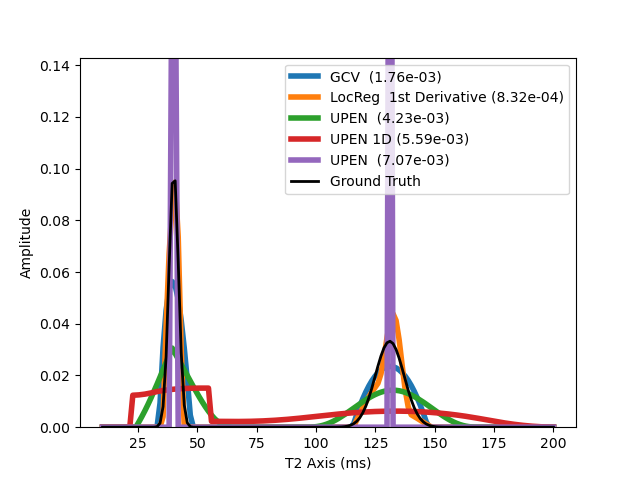 0.14
0.12
0.10
0.08
0.06
0.04
0.02
0.00
Amplitude
GCV  (1.76e-03)
LocReg  1st Derivative (8.32e-04)
UPEN  (4.23e-03)
UPEN 1D (5.59e-03)
UPEN  (7.07e-03)
Ground Truth
25 50 75 100 125 150 175 200
T2 Axis (ms)